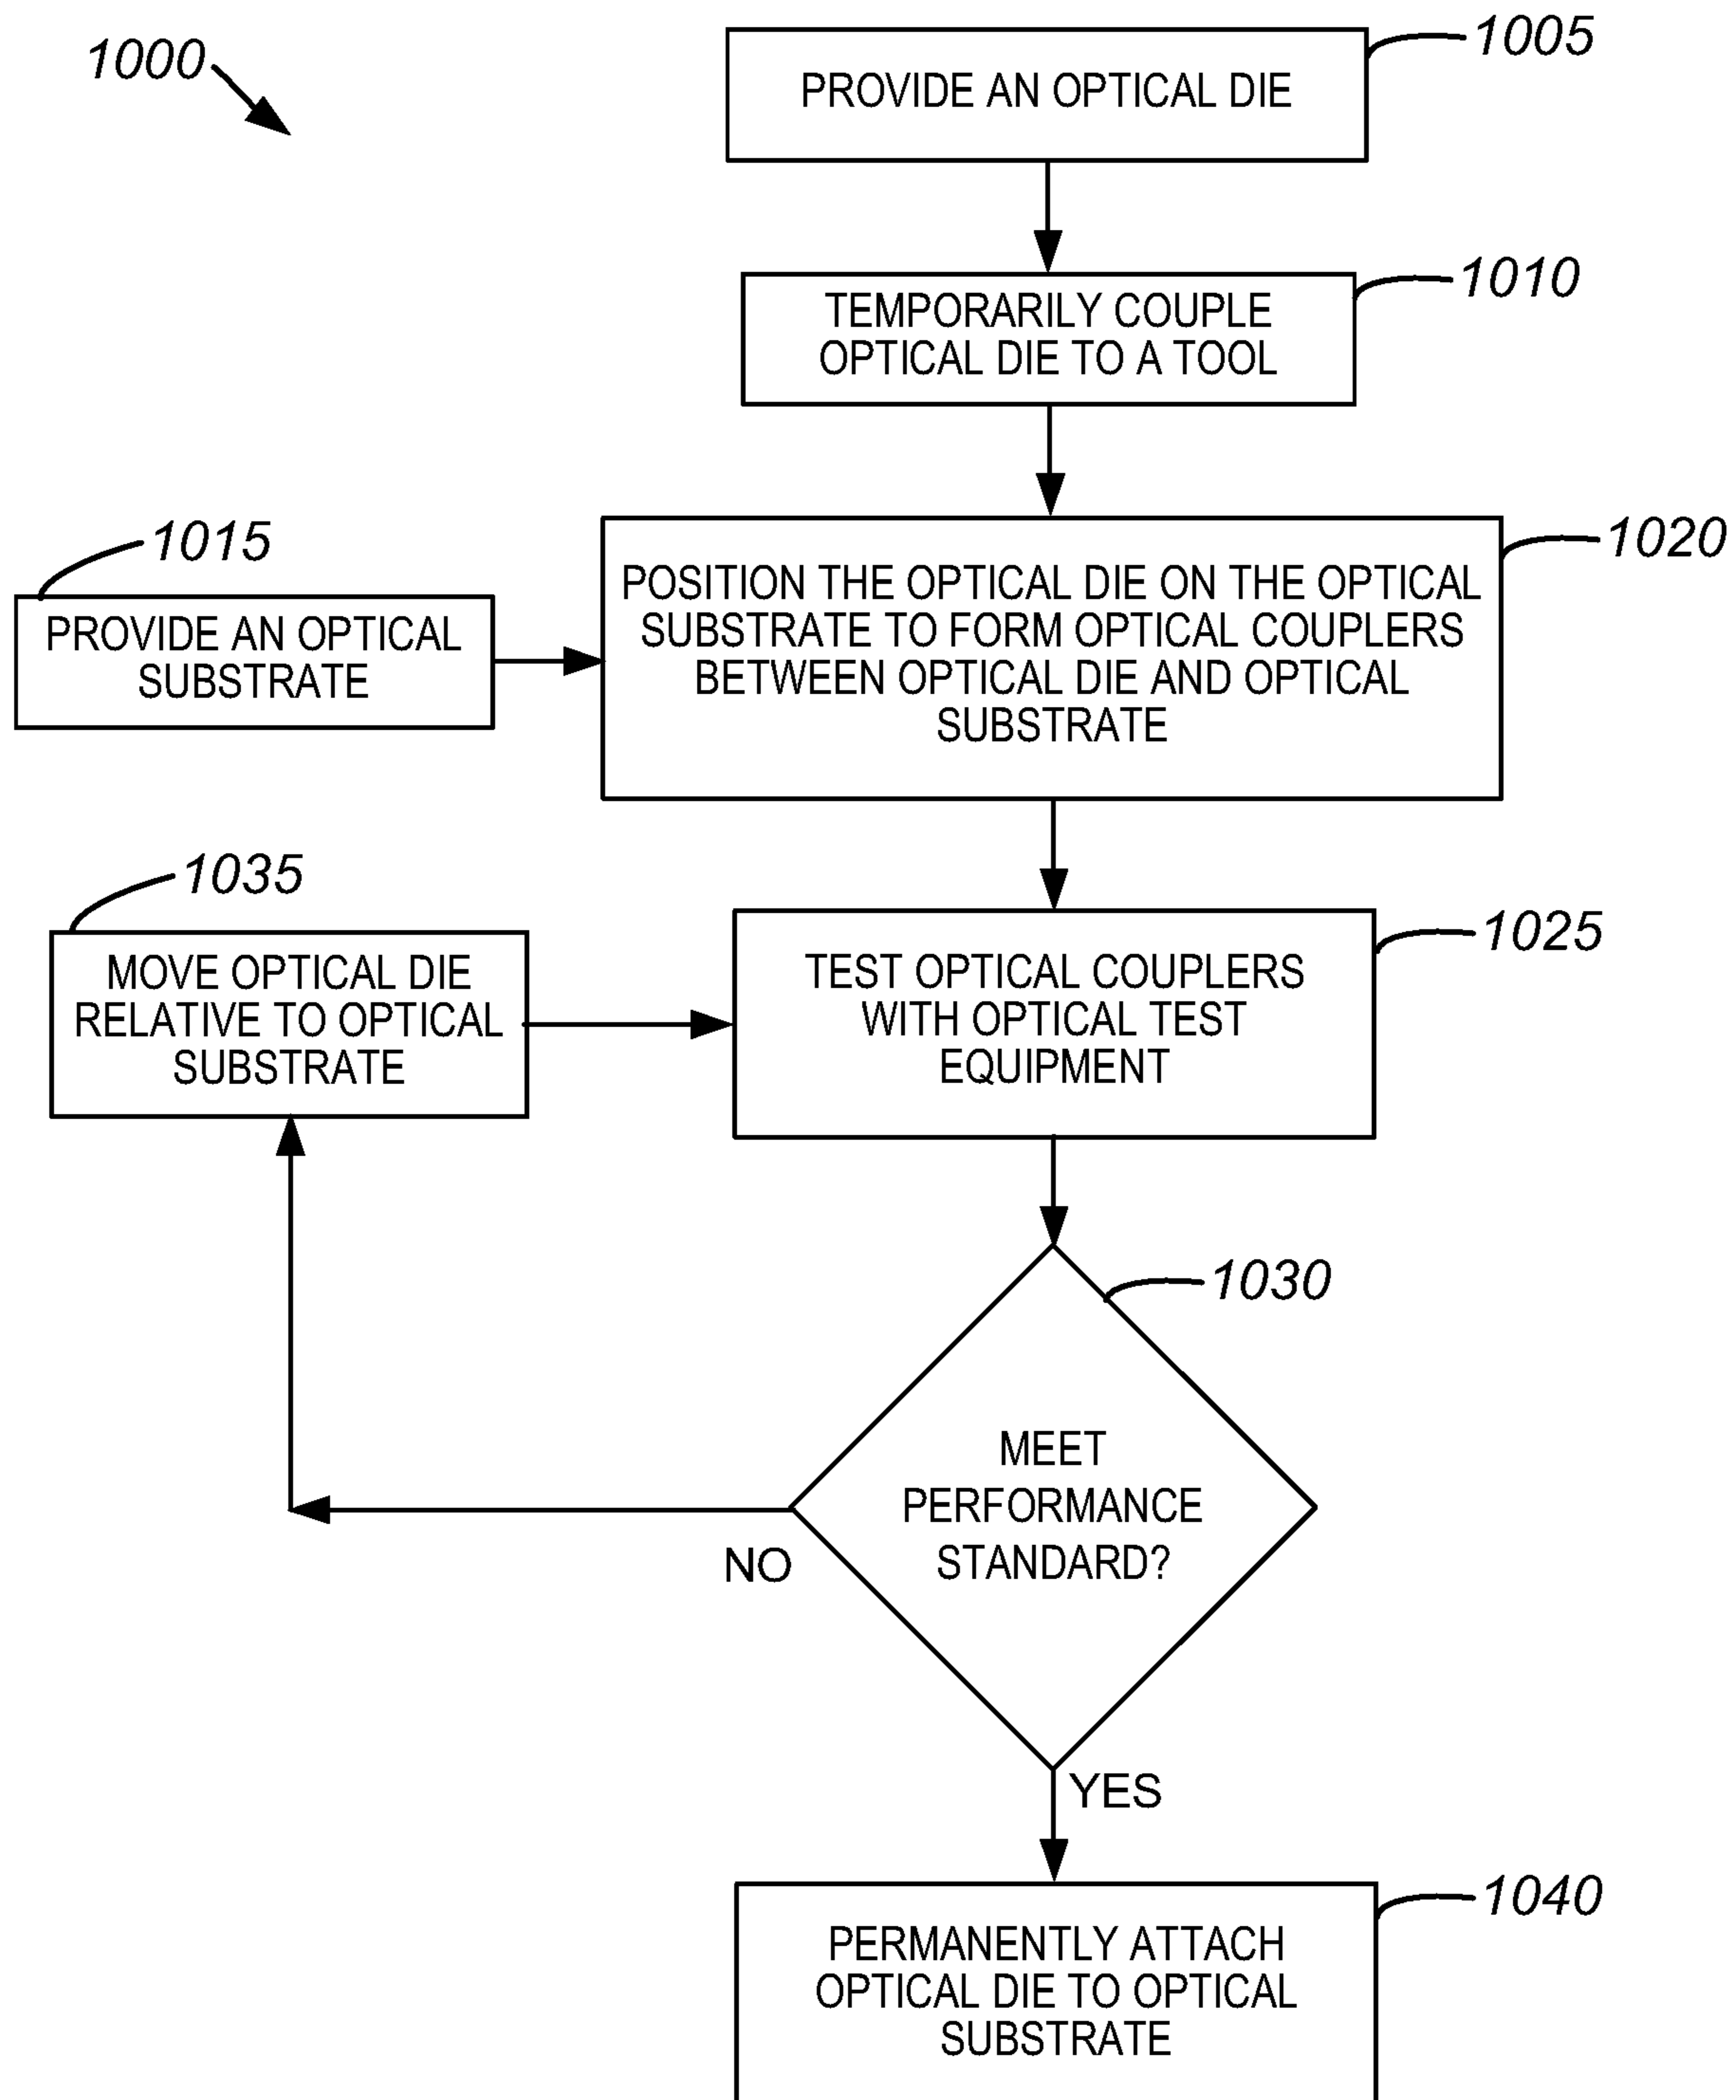 1000
1005
PROVIDE AN OPTICAL DIE
1010
TEMPORARILY COUPLE
OPTICAL DIE TO A TOOL
1015
PROVIDE AN OPTICAL
SUBSTRATE
1020
POSITION THE OPTICAL DIE ON THE OPTICAL
SUBSTRATE TO FORM OPTICAL COUPLERS
BETWEEN OPTICAL DIE AND OPTICAL
SUBSTRATE
1035
MOVE OPTICAL DIE
RELATIVE TO OPTICAL
SUBSTRATE
1025
TEST OPTICAL COUPLERS
WITH OPTICAL TEST
EQUIPMENT
1030
MEET
PERFORMANCE
STANDARD?
NO
YES
1040
PERMANENTLY ATTACH
OPTICAL DIE TO OPTICAL
SUBSTRATE